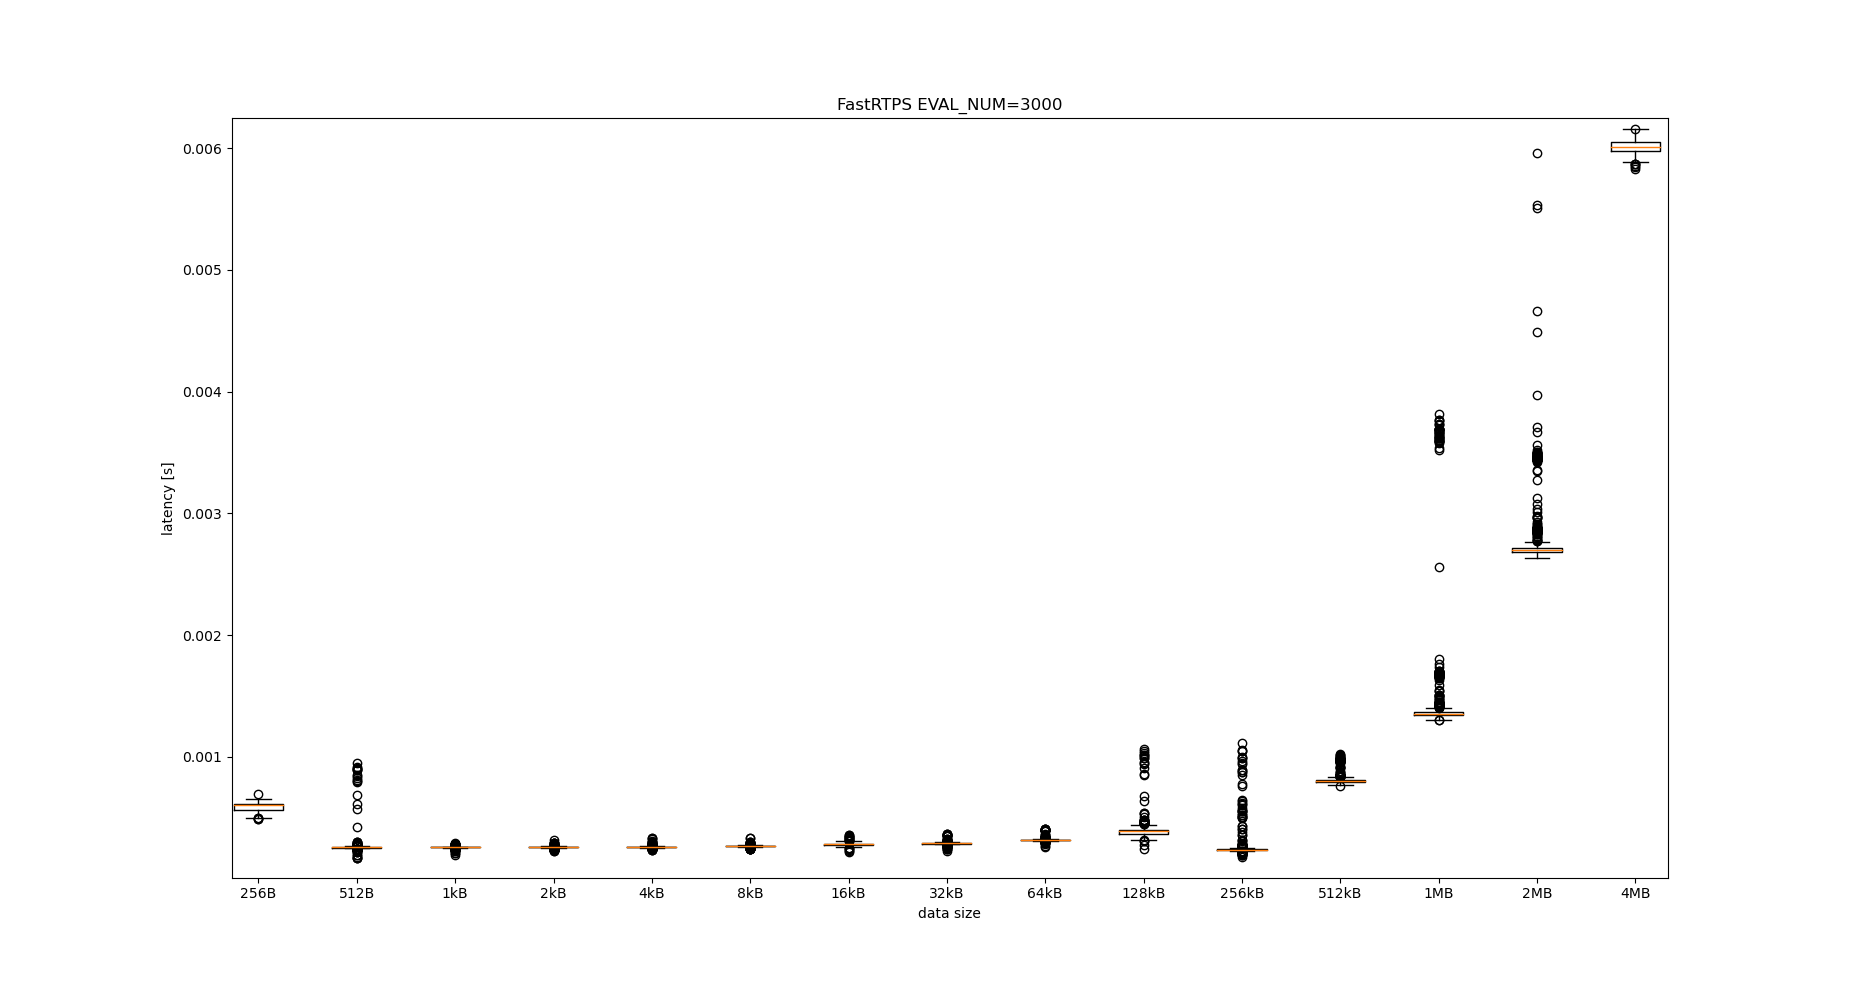 FastRTPS EVAL_NUM=3000
0.006
0.005
0.004
0.003
0.002
0.001
latency [s]
256B 512B 1kB 2kB 4kB 8kB 16kB 32kB 64kB 128kB 256kB 512kB 1MB 2MB 4MB
data size